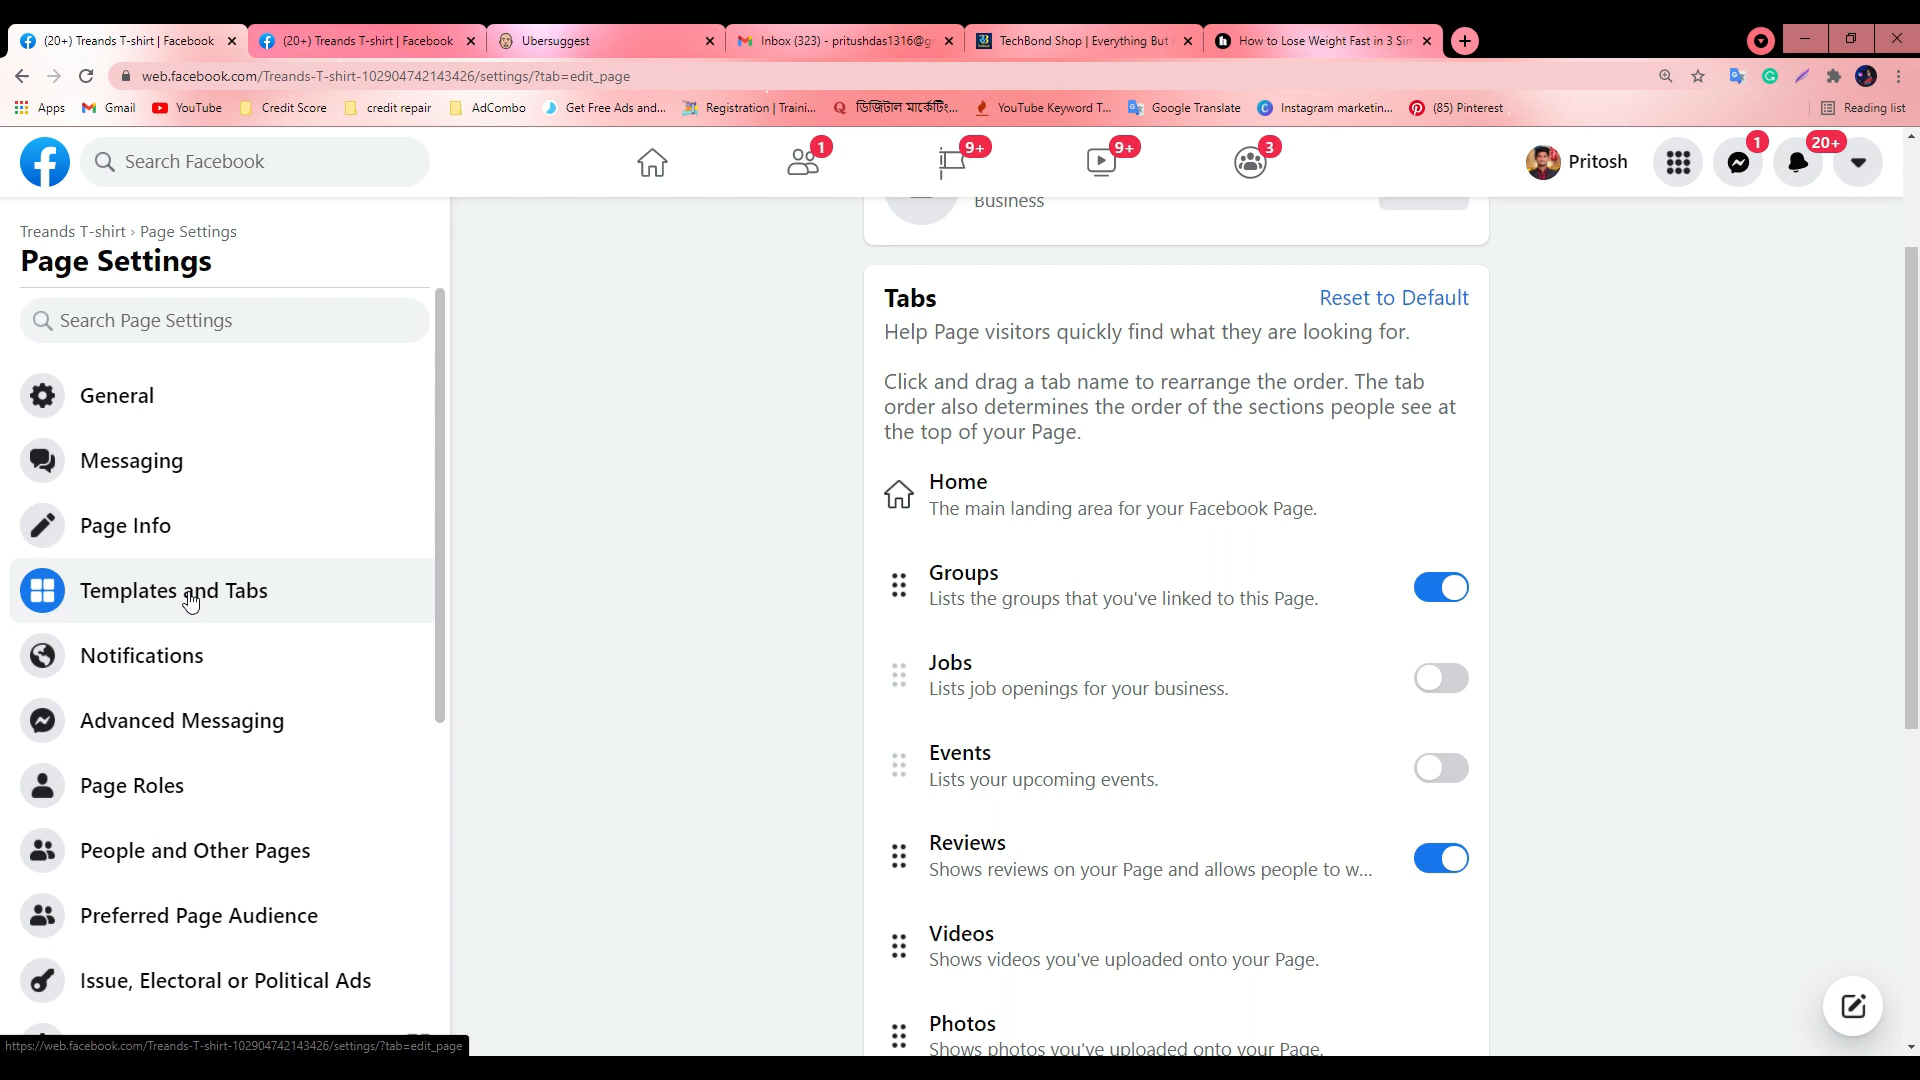 (20+) Treands T-shirt | Facebook
(20+) Treands T-shirt | Facebook
Ubersuggest
Inbox (323) - pritushdas1316@g
TechBond Shop | Everything But
How to Lose Weight Fast in 3 Sim
web.facebook.com/Treands-T-shirt-102904742143426/settings/?tab=edit_page
Apps
Gmail
YouTube
Credit Score
credit repair
AdCombo
Get Free Ads and...
Registration | Traini...
ডিজিটাল মার্কেটিং...
YouTube Keyword T...
Google Translate
Instagram marketin...
(85) Pinterest
Reading list
Search Facebook
1
9+
9+
3
Pritosh
1
20+
Treands T-shirt › Page Settings
Page Settings
Search Page Settings
General
Messaging
Page Info
Templates and Tabs
Notifications
Advanced Messaging
Page Roles
People and Other Pages
Preferred Page Audience
Issue, Electoral or Political Ads
https://web.facebook.com/Treands-T-shirt-102904742143426/settings/?tab=edit_page
Business
Tabs
Reset to Default
Help Page visitors quickly find what they are looking for.
Click and drag a tab name to rearrange the order. The tab
order also determines the order of the sections people see at
the top of your Page.
Home
The main landing area for your Facebook Page.
Groups
Lists the groups that you've linked to this Page.
Jobs
Lists job openings for your business.
Events
Lists your upcoming events.
Reviews
Shows reviews on your Page and allows people to w...
Videos
Shows videos you've uploaded onto your Page.
Photos
Shows photos you've uploaded onto your Page.